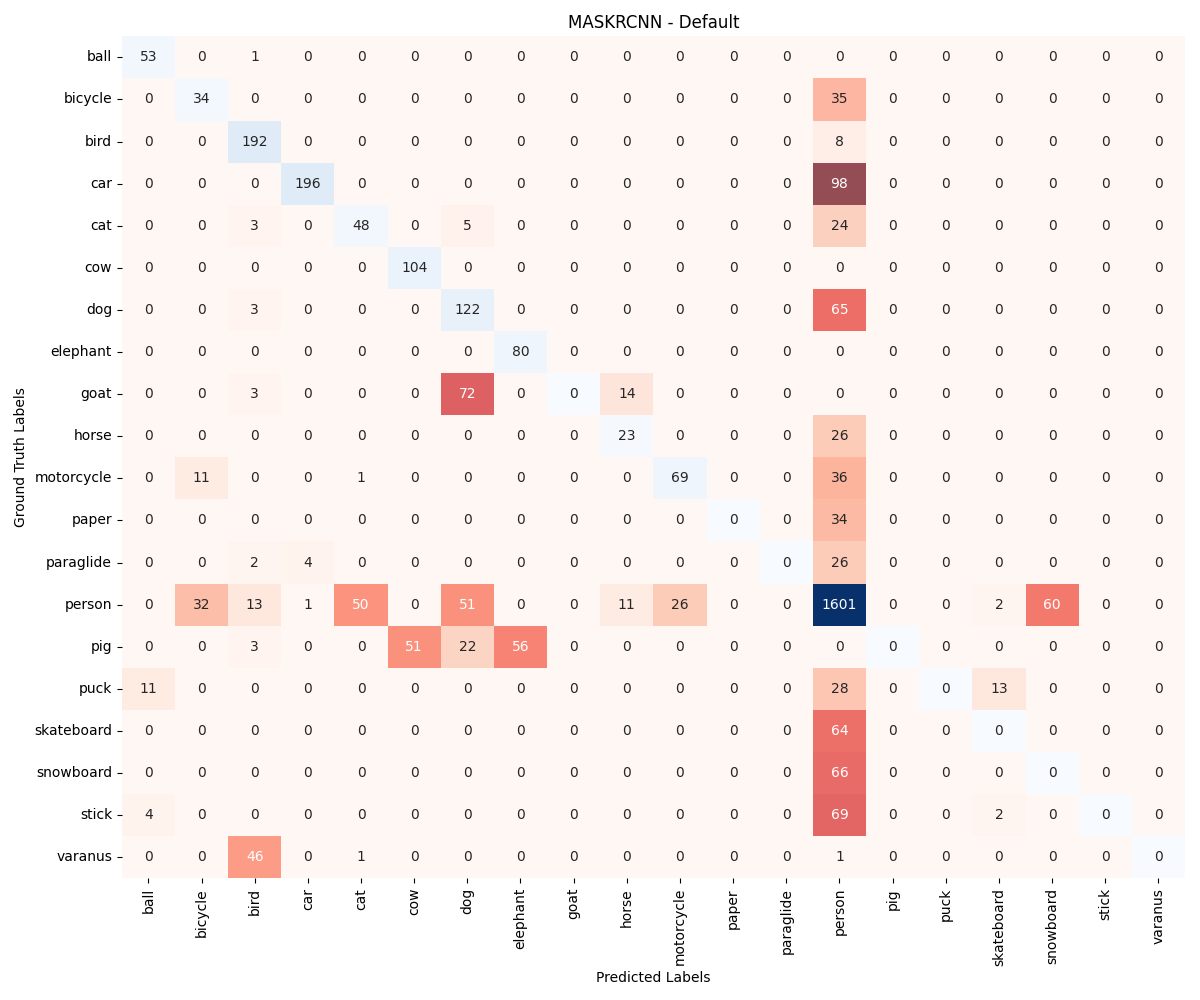 MASKRCNN - Default
ball 53 0 1 0 0 0 0 0 0 0 0 0 0 0 0 0 0 0 0 0
bicycle 0 34 0 0 0 0 0 0 0 0 0 0 0 35 0 0 0 0 0 0
bird 0 0 192 0 0 0 0 0 0 0 0 0 0 8 0 0 0 0 0 0
car 0 0 0 196 0 0 0 0 0 0 0 0 0 98 0 0 0 0 0 0
cat 0 0 3 0 48 0 5 0 0 0 0 0 0 24 0 0 0 0 0 0
cow 0 0 0 0 0 104 0 0 0 0 0 0 0 0 0 0 0 0 0 0
dog 0 0 3 0 0 0 122 0 0 0 0 0 0 65 0 0 0 0 0 0
elephant 0 0 0 0 0 0 0 80 0 0 0 0 0 0 0 0 0 0 0 0
goat 0 0 3 0 0 0 72 0 0 14 0 0 0 0 0 0 0 0 0 0
horse 0 0 0 0 0 0 0 0 0 23 0 0 0 26 0 0 0 0 0 0
motorcycle 0 11 0 0 1 0 0 0 0 0 69 0 0 36 0 0 0 0 0 0
paper 0 0 0 0 0 0 0 0 0 0 0 0 0 34 0 0 0 0 0 0
paraglide 0 0 2 4 0 0 0 0 0 0 0 0 0 26 0 0 0 0 0 0
person 0 32 13 1 50 0 51 0 0 11 26 0 0 1601 0 0 2 60 0 0
pig 0 0 3 0 0 51 22 56 0 0 0 0 0 0 0 0 0 0 0 0
puck 11 0 0 0 0 0 0 0 0 0 0 0 0 28 0 0 13 0 0 0
skateboard 0 0 0 0 0 0 0 0 0 0 0 0 0 64 0 0 0 0 0 0
snowboard 0 0 0 0 0 0 0 0 0 0 0 0 0 66 0 0 0 0 0 0
stick 4 0 0 0 0 0 0 0 0 0 0 0 0 69 0 0 2 0 0 0
varanus 0 0 46 0 1 0 0 0 0 0 0 0 0 1 0 0 0 0 0 0
Ground Truth Labels
ball bicycle bird car cat cow dog elephant goat horse motorcycle paper paraglide person pig puck skateboard snowboard stick varanus
Predicted Labels